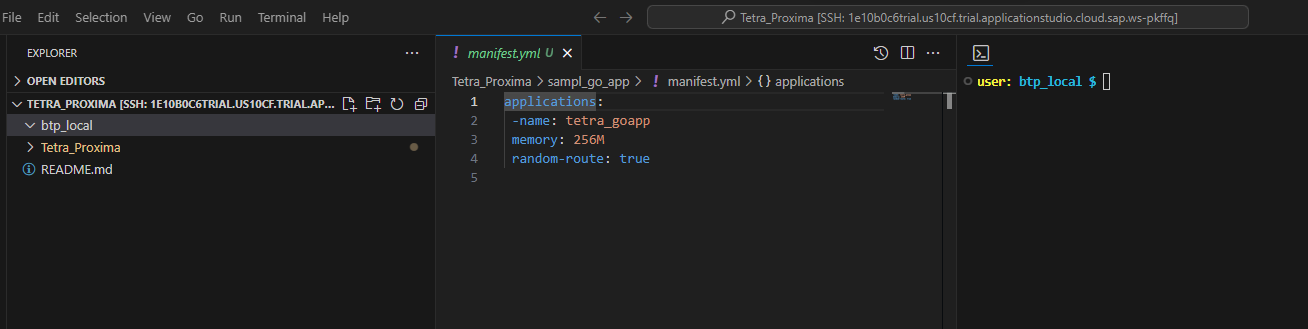 File Edit Selection View Go Run Terminal Help
Tetra_Proxima [SSH: 1e10b0c6trial.us10cf.trial.applicationstudio.cloud.sap.ws-pkffq]
EXPLORER
OPEN EDITORS
TETRA_PROXIMA [SSH: 1E10B0C6TRIAL.US10CF.TRIAL.AP...
btp_local
Tetra_Proxima
README.md
! manifest.yml U
Tetra_Proxima > sampl_go_app > ! manifest.yml > {} applications
1 applications:
2 -name: tetra_goapp
3 memory: 256M
4 random-route: true
5
user: btp_local $